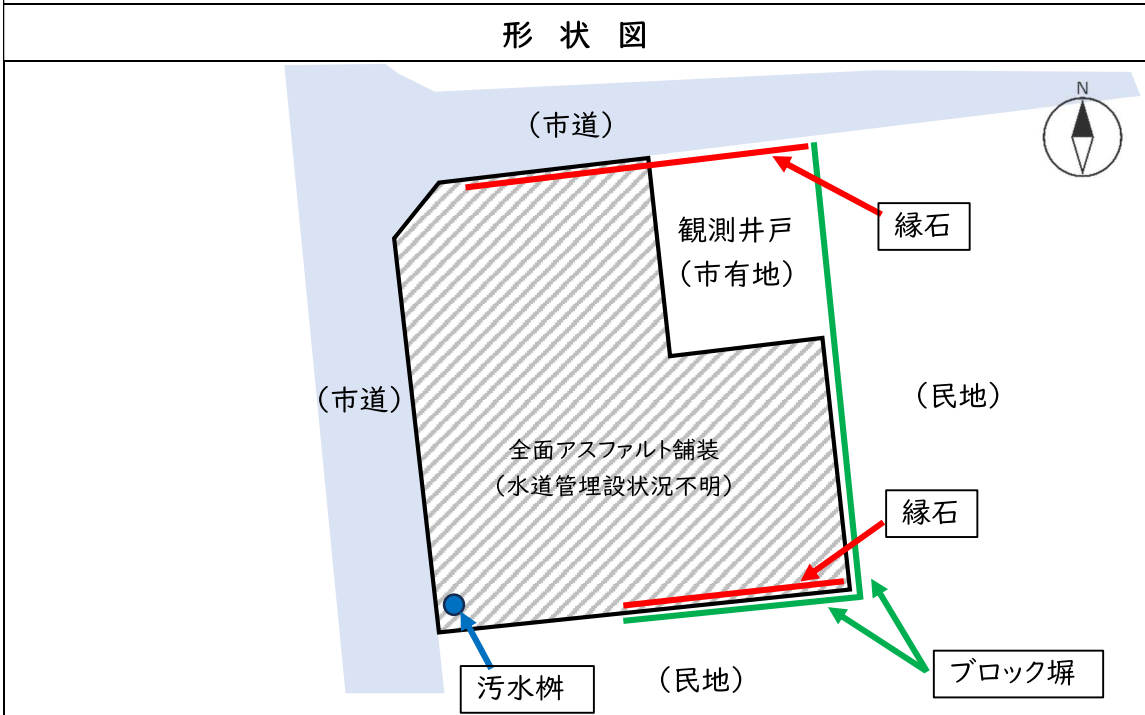 形 状 図
N
（市道）
縁石
観測井戸
（市有地）
（市道）
（民地）
全面アスファルト舗装
（水道管埋設状況不明）
縁石
汚水桝
（民地）
ブロック塀